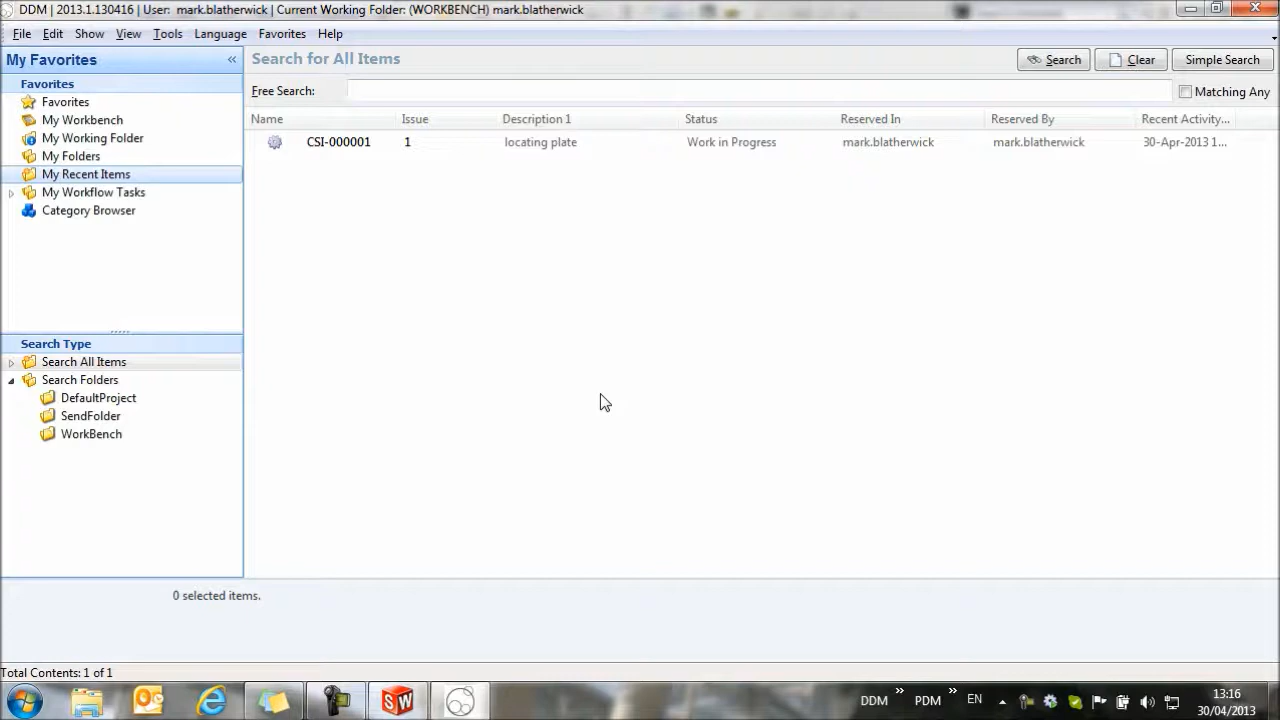 DDM | 2013.1.130416 | User: mark.blatherwick | Current Working Folder: (WORKBENCH) mark.blatherwick
File Edit Show View Tools Language Favorites Help
My Favorites «
Favorites
Favorites
My Workbench
My Working Folder
My Folders
My Recent Items
My Workflow Tasks
Category Browser
Search Type
Search All Items
Search Folders
DefaultProject
SendFolder
WorkBench
Search for All Items Search Clear Simple Search
Free Search: Matching Any
Name Issue Description 1 Status Reserved In Reserved By Recent Activity...
CSI-000001 1 locating plate Work in Progress mark.blatherwick mark.blatherwick 30-Apr-2013 1...
0 selected items.
Total Contents: 1 of 1
SW DDM » PDM » EN 13:16
30/04/2013